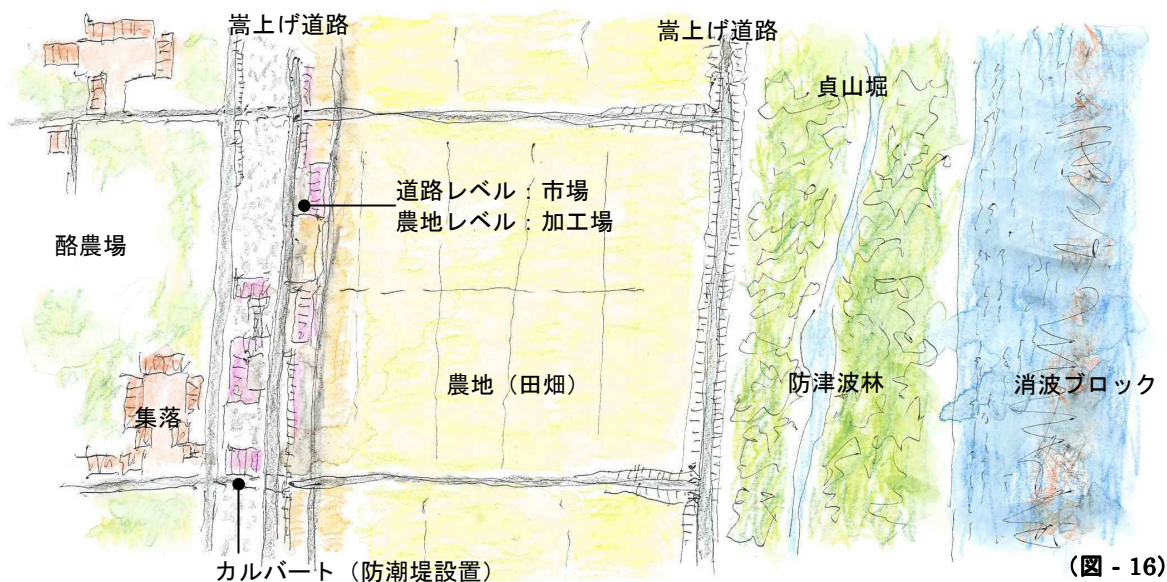 嵩上げ道路
嵩上げ道路
貞山堀
道路レベル：市場
農地レベル：加工場
酪農場
農地（田畑）
防津波林
消波ブロック
集落
カルバート（防潮堤設置）
（図 - 16）